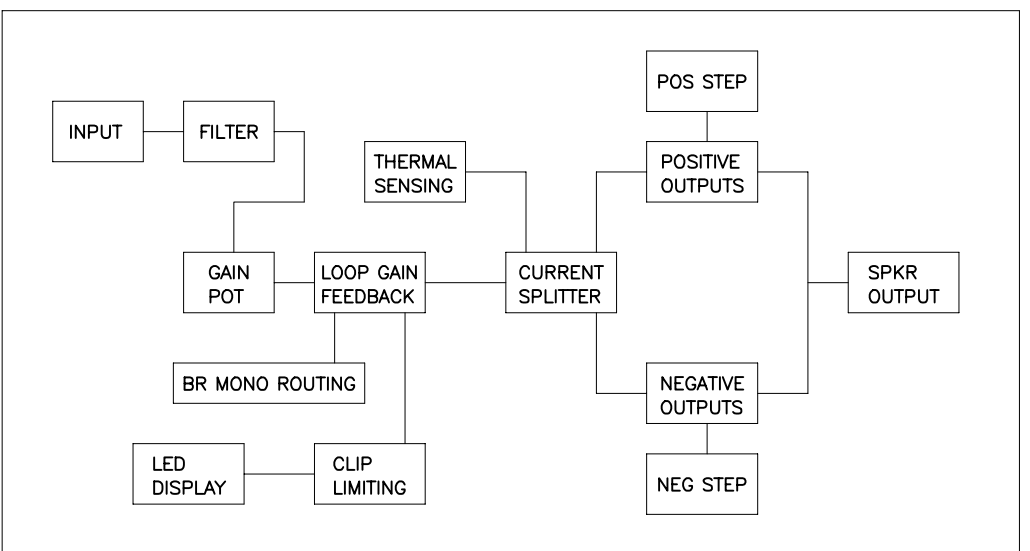 POS STEP
INPUT
FILTER
THERMAL
SENSING
POSITIVE
OUTPUTS
GAIN
POT
LOOP GAIN
FEEDBACK
CURRENT
SPLITTER
SPKR
OUTPUT
BR MONO ROUTING
NEGATIVE
OUTPUTS
LED
DISPLAY
CLIP
LIMITING
NEG STEP